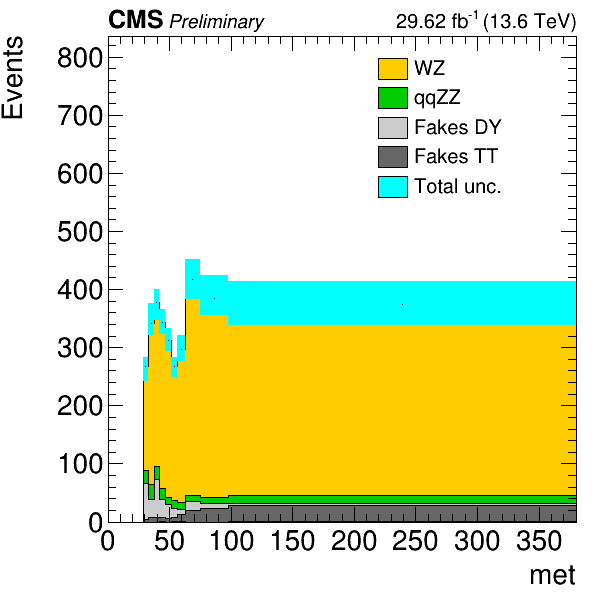 CMS Preliminary 29.62 fb-1 (13.6 TeV)
Events
800
700
600
500
400
300
200
100
0
WZ
qqZZ
Fakes DY
Fakes TT
Total unc.
0 50 100 150 200 250 300 350
met